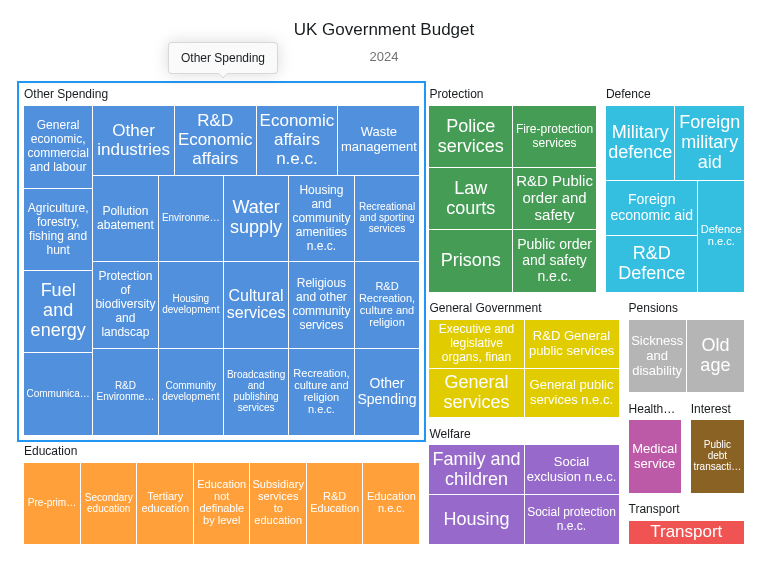 UK Government Budget
2024
Other Spending
Other Spending
General
economic,
commercial
and labour
Agriculture,
forestry,
fishing and
hunt
Fuel
and
energy
Communica…
Other
industries
R&D
Economic
affairs
Economic
affairs
n.e.c.
Waste
management
Pollution
abatement
Environme…
Water
supply
Housing
and
community
amenities
n.e.c.
Recreational
and sporting
services
Protection
of
biodiversity
and
landscap
Housing
development
Cultural
services
Religious
and other
community
services
R&D
Recreation,
culture and
religion
R&D
Environme…
Community
development
Broadcasting
and
publishing
services
Recreation,
culture and
religion
n.e.c.
Other
Spending
Education
Pre-prim…
Secondary
education
Tertiary
education
Education
not
definable
by level
Subsidiary
services
to
education
R&D
Education
Education
n.e.c.
Protection
Police
services
Fire-protection
services
Law
courts
R&D Public
order and
safety
Prisons
Public order
and safety
n.e.c.
Defence
Military
defence
Foreign
military
aid
Foreign
economic aid
R&D
Defence
Defence
n.e.c.
General Government
Executive and
legislative
organs, finan
R&D General
public services
General
services
General public
services n.e.c.
Welfare
Family and
children
Social
exclusion n.e.c.
Housing
Social protection
n.e.c.
Pensions
Sickness
and
disability
Old
age
Health…
Medical
service
Interest
Public
debt
transacti…
Transport
Transport